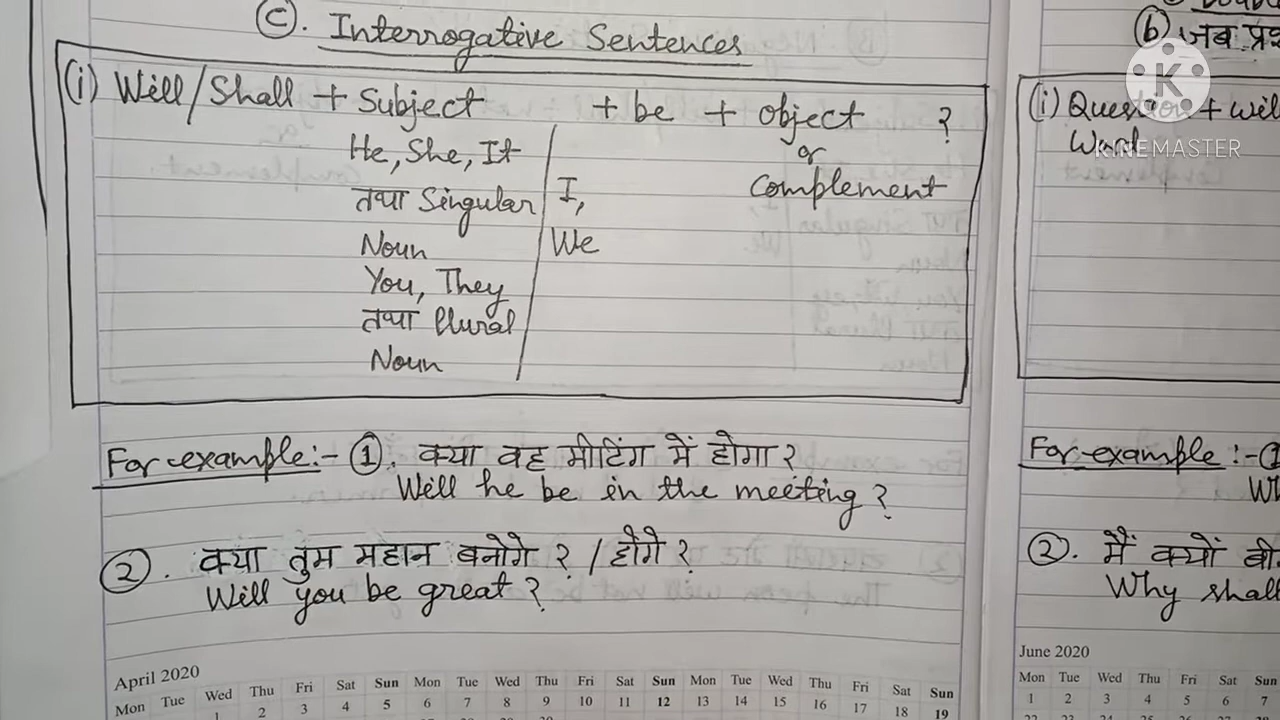 C. Interrogative Sentences
(i) Will/Shall + Subject + be + object ?
He, She, It or
तथा Singular I, Complement
Noun We
You, They
तथा Plural
Noun
For example:- 1. क्या वह मीटिंग में होगा ?
Will he be in the meeting ?
2. क्या तुम महान बनोगे ? / होगे ?
Will you be great ?
April 2020
Mon Tue Wed Thu Fri Sat Sun Mon Tue Wed Thu Fri Sat Sun Mon Tue Wed Thu Fri Sat Sun
1 2 3 4 5 6 7 8 9 10 11 12 13 14 15 16 17 18 19
(b) जब
(i) Question + will
Word
K
KINEMASTER
For example :- 1
2. मैं क्यों
Why shall
June 2020
Mon Tue Wed Thu Fri Sat Sun
1 2 3 4 5 6 7